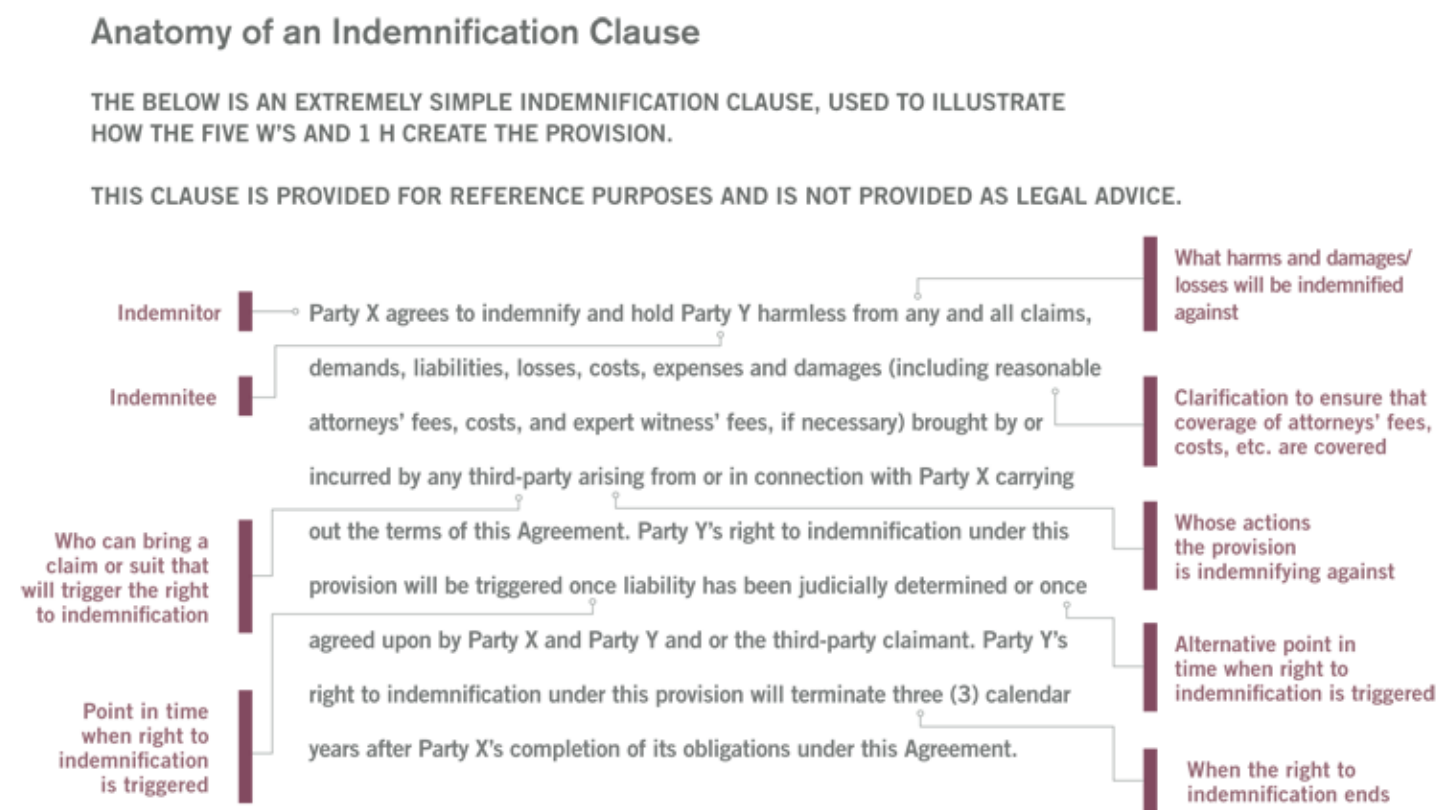 Anatomy of an Indemnification Clause
THE BELOW IS AN EXTREMELY SIMPLE INDEMNIFICATION CLAUSE, USED TO ILLUSTRATE
HOW THE FIVE W'S AND 1 H CREATE THE PROVISION.
THIS CLAUSE IS PROVIDED FOR REFERENCE PURPOSES AND IS NOT PROVIDED AS LEGAL ADVICE.
Indemnitor
Indemnitee
Who can bring a
claim or suit that
will trigger the right
to indemnification
Point in time
when right to
indemnification
is triggered
Party X agrees to indemnify and hold Party Y harmless from any and all claims,
demands, liabilities, losses, costs, expenses and damages (including reasonable
attorneys' fees, costs, and expert witness' fees, if necessary) brought by or
incurred by any third-party arising from or in connection with Party X carrying
out the terms of this Agreement. Party Y's right to indemnification under this
provision will be triggered once liability has been judicially determined or once
agreed upon by Party X and Party Y and or the third-party claimant. Party Y's
right to indemnification under this provision will terminate three (3) calendar
years after Party X's completion of its obligations under this Agreement.
What harms and damages/
losses will be indemnified
against
Clarification to ensure that
coverage of attorneys' fees,
costs, etc. are covered
Whose actions
the provision
is indemnifying against
Alternative point in
time when right to
indemnification is triggered
When the right to
indemnification ends